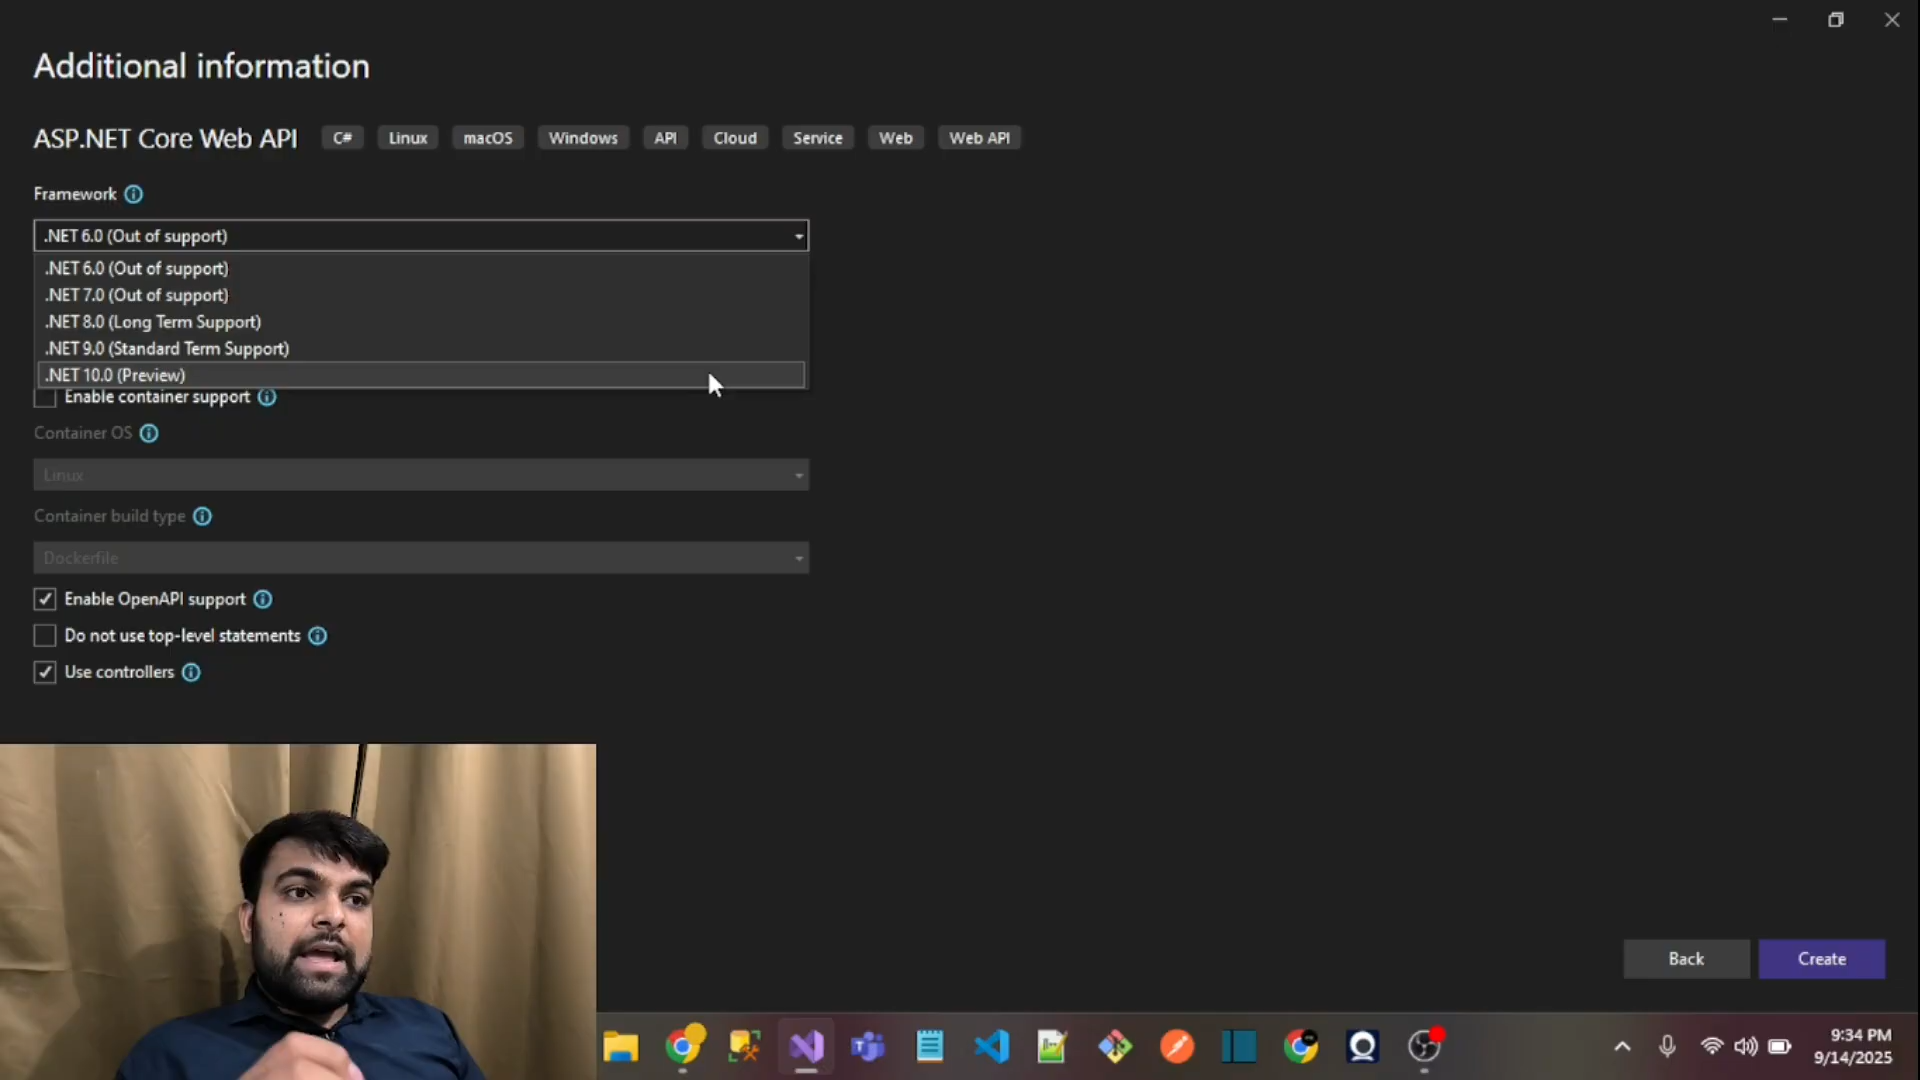 Additional information
ASP.NET Core Web API C# Linux macOS Windows API Cloud Service Web Web API
Framework
.NET 6.0 (Out of support)
.NET 6.0 (Out of support)
.NET 7.0 (Out of support)
.NET 8.0 (Long Term Support)
.NET 9.0 (Standard Term Support)
.NET 10.0 (Preview)
Enable container support
Container OS
Linux
Container build type
Dockerfile
Enable OpenAPI support
Do not use top-level statements
Use controllers
Back Create
9:34 PM
9/14/2025